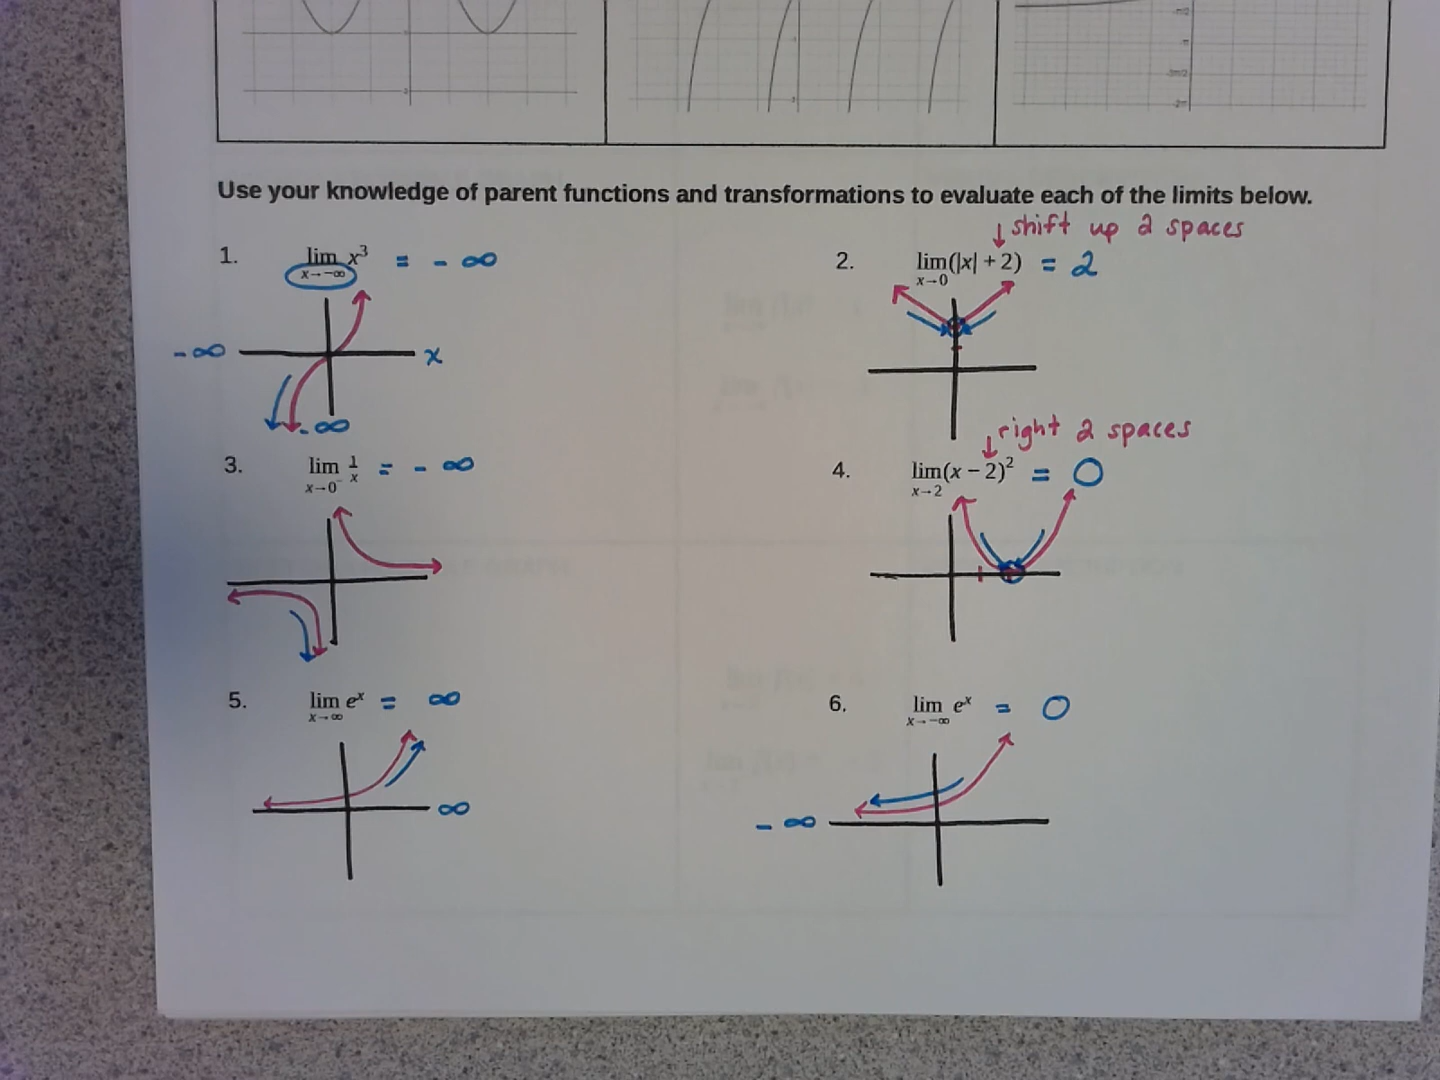 Use your knowledge of parent functions and transformations to evaluate each of the limits below.
shift up 2 spaces
1. lim x→-∞ x³ = - ∞
2. lim x→0 (|x| + 2) = 2
-∞ x
-∞
right 2 spaces
3. lim x→0⁻ 1/x = - ∞
4. lim x→2 (x − 2)² = 0
5. lim x→∞ eˣ = ∞
6. lim x→-∞ eˣ = 0
∞
- ∞